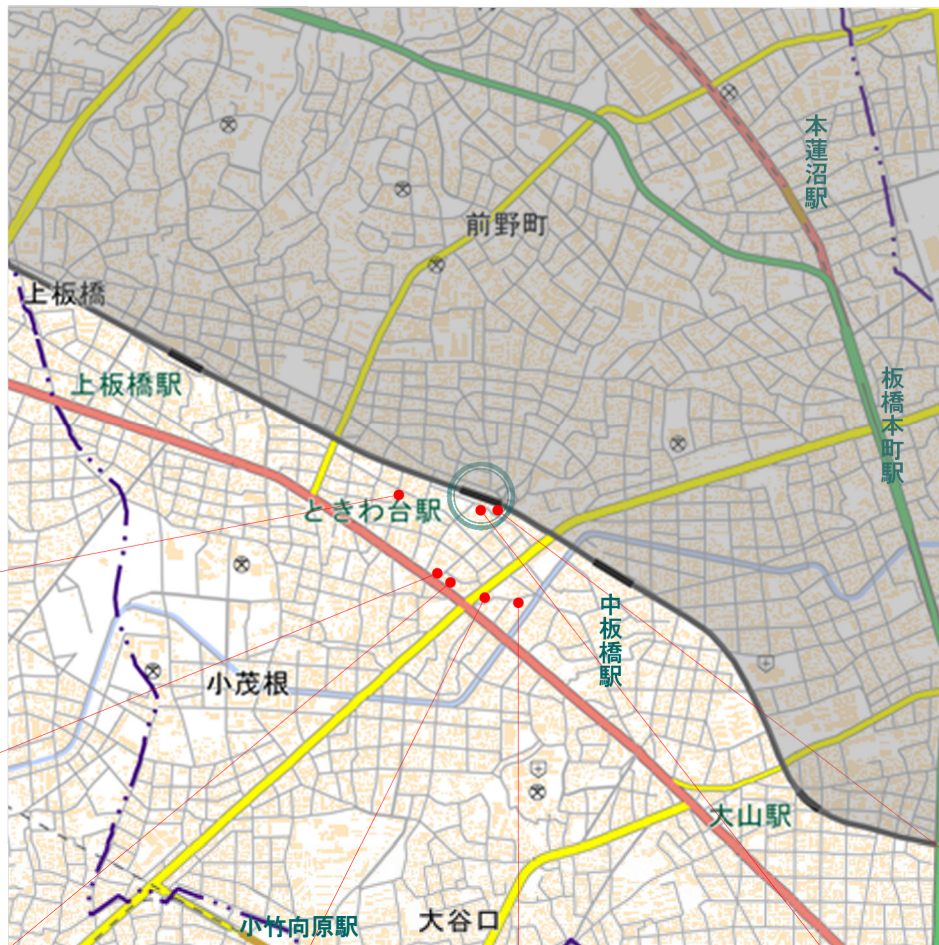 本蓮沼駅
前野町
上板橋
上板橋駅
板橋本町駅
ときわ台駅
中板橋駅
小茂根
大山駅
大谷口
小竹向原駅